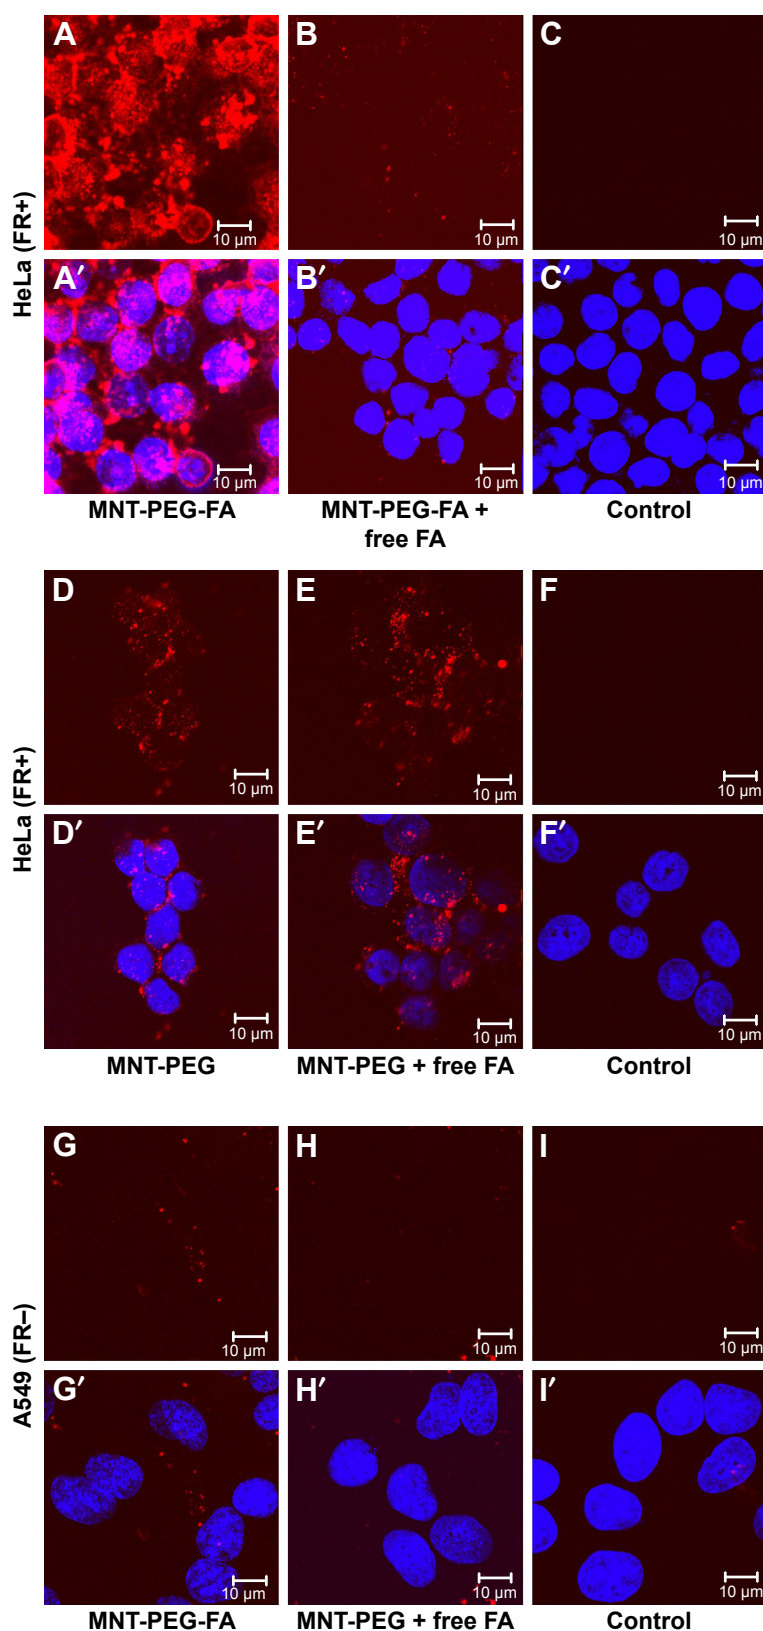 A
B
C
10 µm
10 µm
10 µm
HeLa (FR+)
A′
B′
C′
10 µm
10 µm
10 µm
MNT-PEG-FA
MNT-PEG-FA +
free FA
Control
D
E
F
10 µm
10 µm
10 µm
HeLa (FR+)
D′
E′
F′
10 µm
10 µm
10 µm
MNT-PEG
MNT-PEG + free FA
Control
G
H
I
10 µm
10 µm
10 µm
A549 (FR–)
G′
H′
I′
10 µm
10 µm
10 µm
MNT-PEG-FA
MNT-PEG + free FA
Control